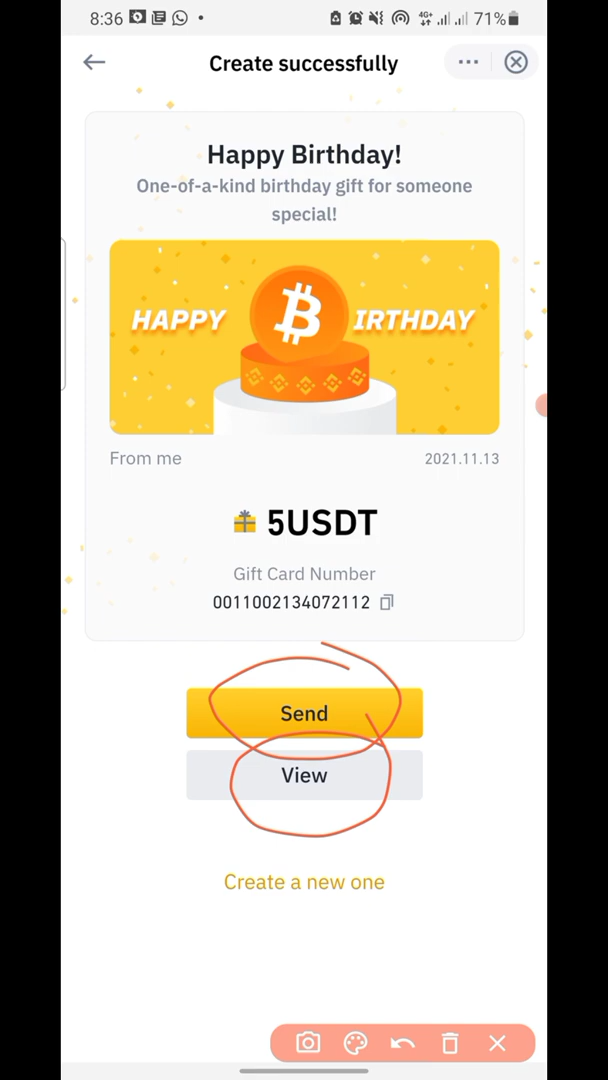 8:36
4G+
71%
Create successfully
Happy Birthday!
One-of-a-kind birthday gift for someone
special!
HAPPY
₿IRTHDAY
From me
2021.11.13
5USDT
Gift Card Number
0011002134072112
Send
View
Create a new one